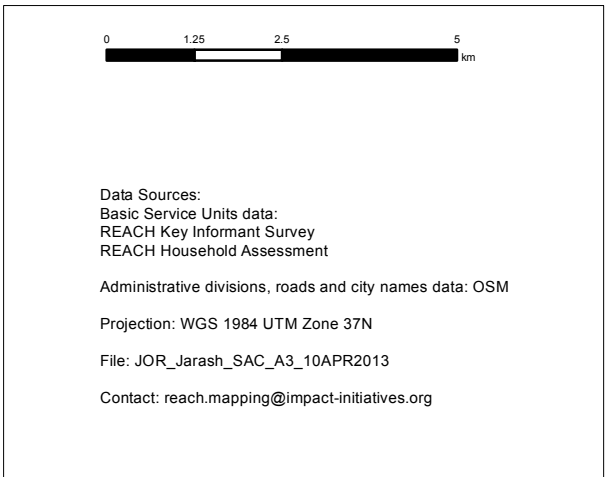 0 1.25 2.5 5
km
Data Sources:
Basic Service Units data:
REACH Key Informant Survey
REACH Household Assessment
Administrative divisions, roads and city names data: OSM
Projection: WGS 1984 UTM Zone 37N
File: JOR_Jarash_SAC_A3_10APR2013
Contact: reach.mapping@impact-initiatives.org